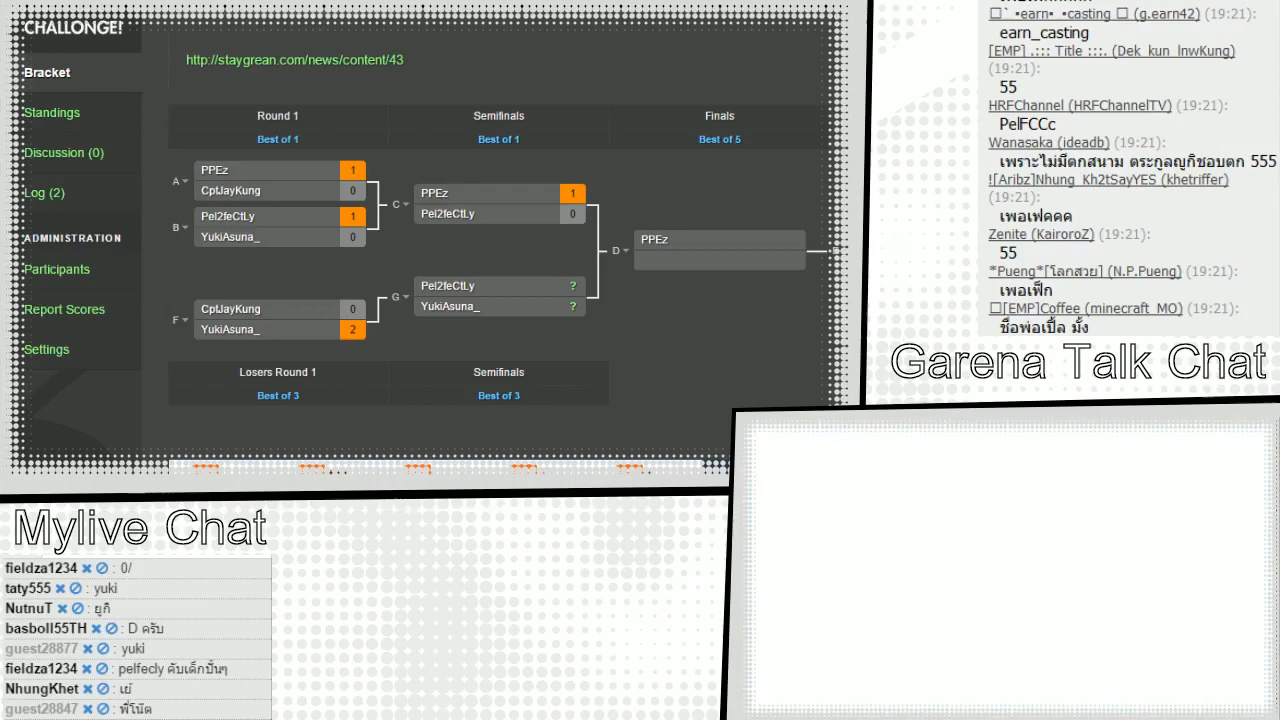 CHALLONGE!
Bracket
Standings
Discussion (0)
Log (2)
ADMINISTRATION
Participants
Report Scores
Settings
http://staygrean.com/news/content/43
Round 1
Semifinals
Finals
Best of 1
Best of 1
Best of 5
A
PPEz 1
CptJayKung 0
B
Pel2feCtLy 1
YukiAsuna_ 0
C
PPEz 1
Pel2feCtLy 0
D
PPEz
G
Pel2feCtLy ?
YukiAsuna_ ?
F
CptJayKung 0
YukiAsuna_ 2
Losers Round 1
Semifinals
Best of 3
Best of 3
(g.earn42) (19:21):
earn_casting
[EMP] .:::  Title :::. (Dek_kun_lnwKung)
(19:21):
55
HRFChannel (HRFChannelTV) (19:21):
PelFCCc
Wanasaka (ideadb) (19:21):
เพราะไม่มีตกสนาม ตระกูลญูกิชอบตก 555
![Aribz]Nhung_Kh2tSayYES (khetriffer)
(19:21):
เพอเฟคคค
Zenite (KairoroZ) (19:21):
55
*Pueng*[โลกสวย] (N.P.Pueng) (19:21):
เพอเฟ็ก
[EMP]Coffee (minecraft_MO) (19:21):
ชื่อพ่อเปิ้ล มั้ง
Garena Talk Chat
Mylive Chat
fieldza1234 : 0/
taty555 : yuki
NutnuT : ยูกิ
basboll55TH : D ครับ
guest28877 : yuki
fieldza1234 : pelfecly คับเด็กปั้นๆ
NhungKhet : เย้
guest28847 : พี่โน๊ต